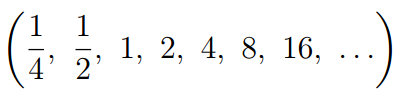 (1/4, 1/2, 1, 2, 4, 8, 16, ...)